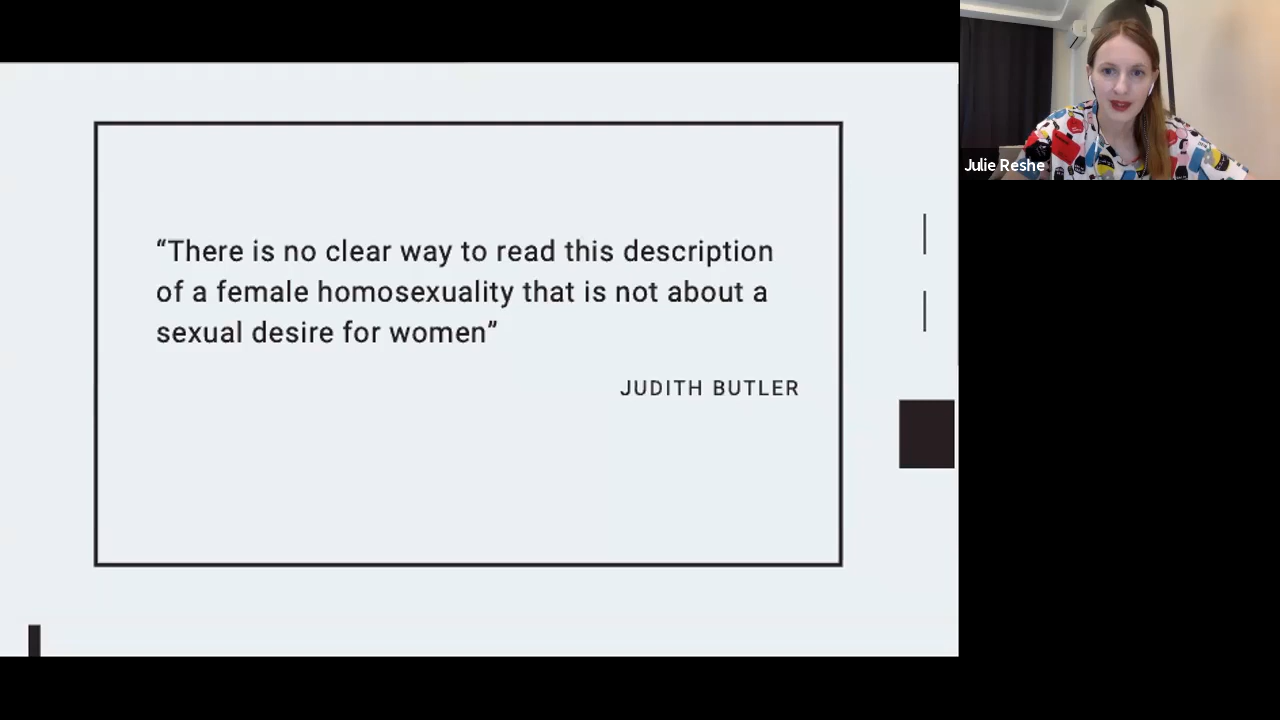 “There is no clear way to read this description
of a female homosexuality that is not about a
sexual desire for women”
JUDITH BUTLER
Julie Reshe